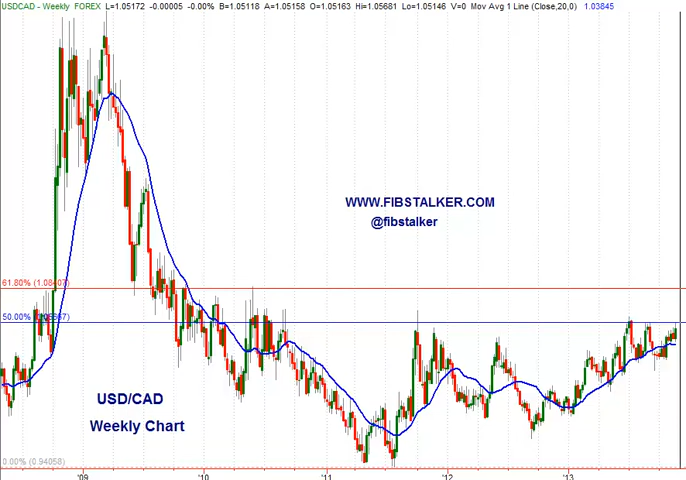 USDCAD - Weekly FOREX L=1.05172 -0.00005 -0.00% B=1.05118 A=1.05158 O=1.05163 Hi=1.05681 Lo=1.05146 V=0 Mov Avg 1 Line (Close,20,0) 1.03845
WWW.FIBSTALKER.COM
@fibstalker
61.80%
50.00%
USD/CAD
Weekly Chart
0.00% (0.94058)
'09 '10 '11 '12 '13